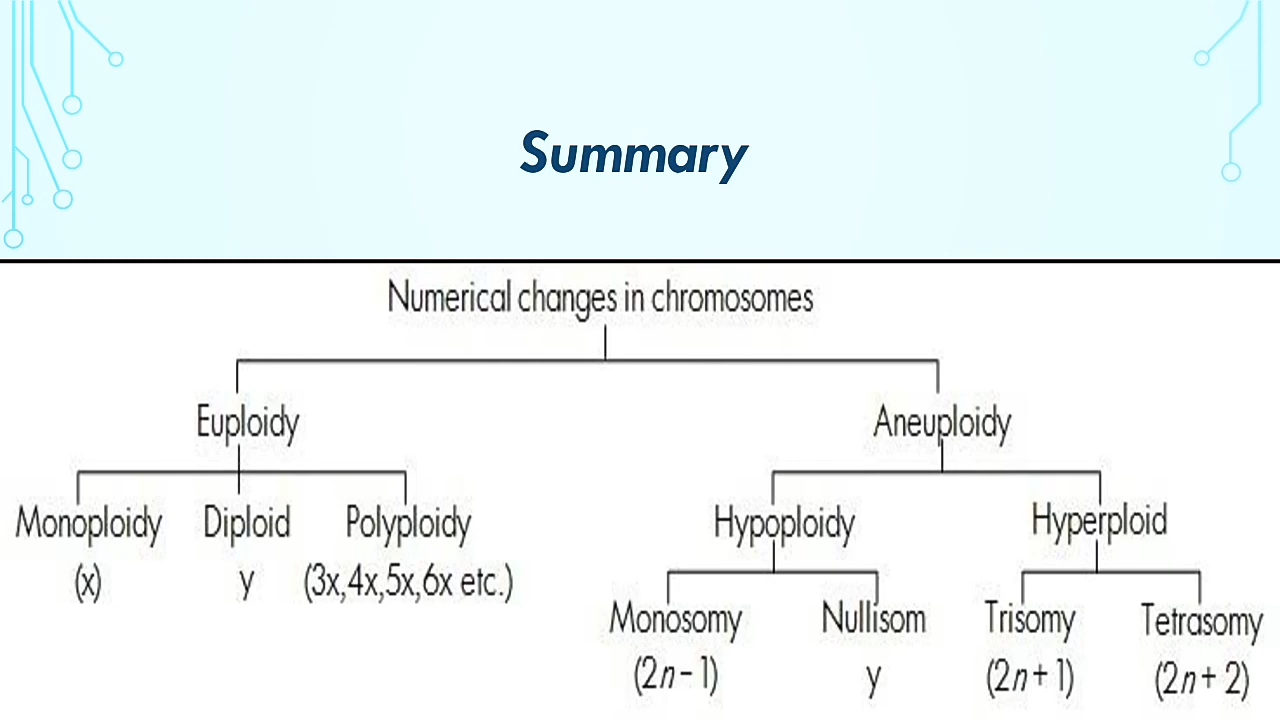 Summary
Numerical changes in chromosomes
Euploidy Aneuploidy
Monoploidy Diploid Polyploidy Hypoploidy Hyperploid
(x) y (3x,4x,5x,6x etc.)
Monosomy Nullisom Trisomy Tetrasomy
(2n – 1) y (2n + 1) (2n + 2)